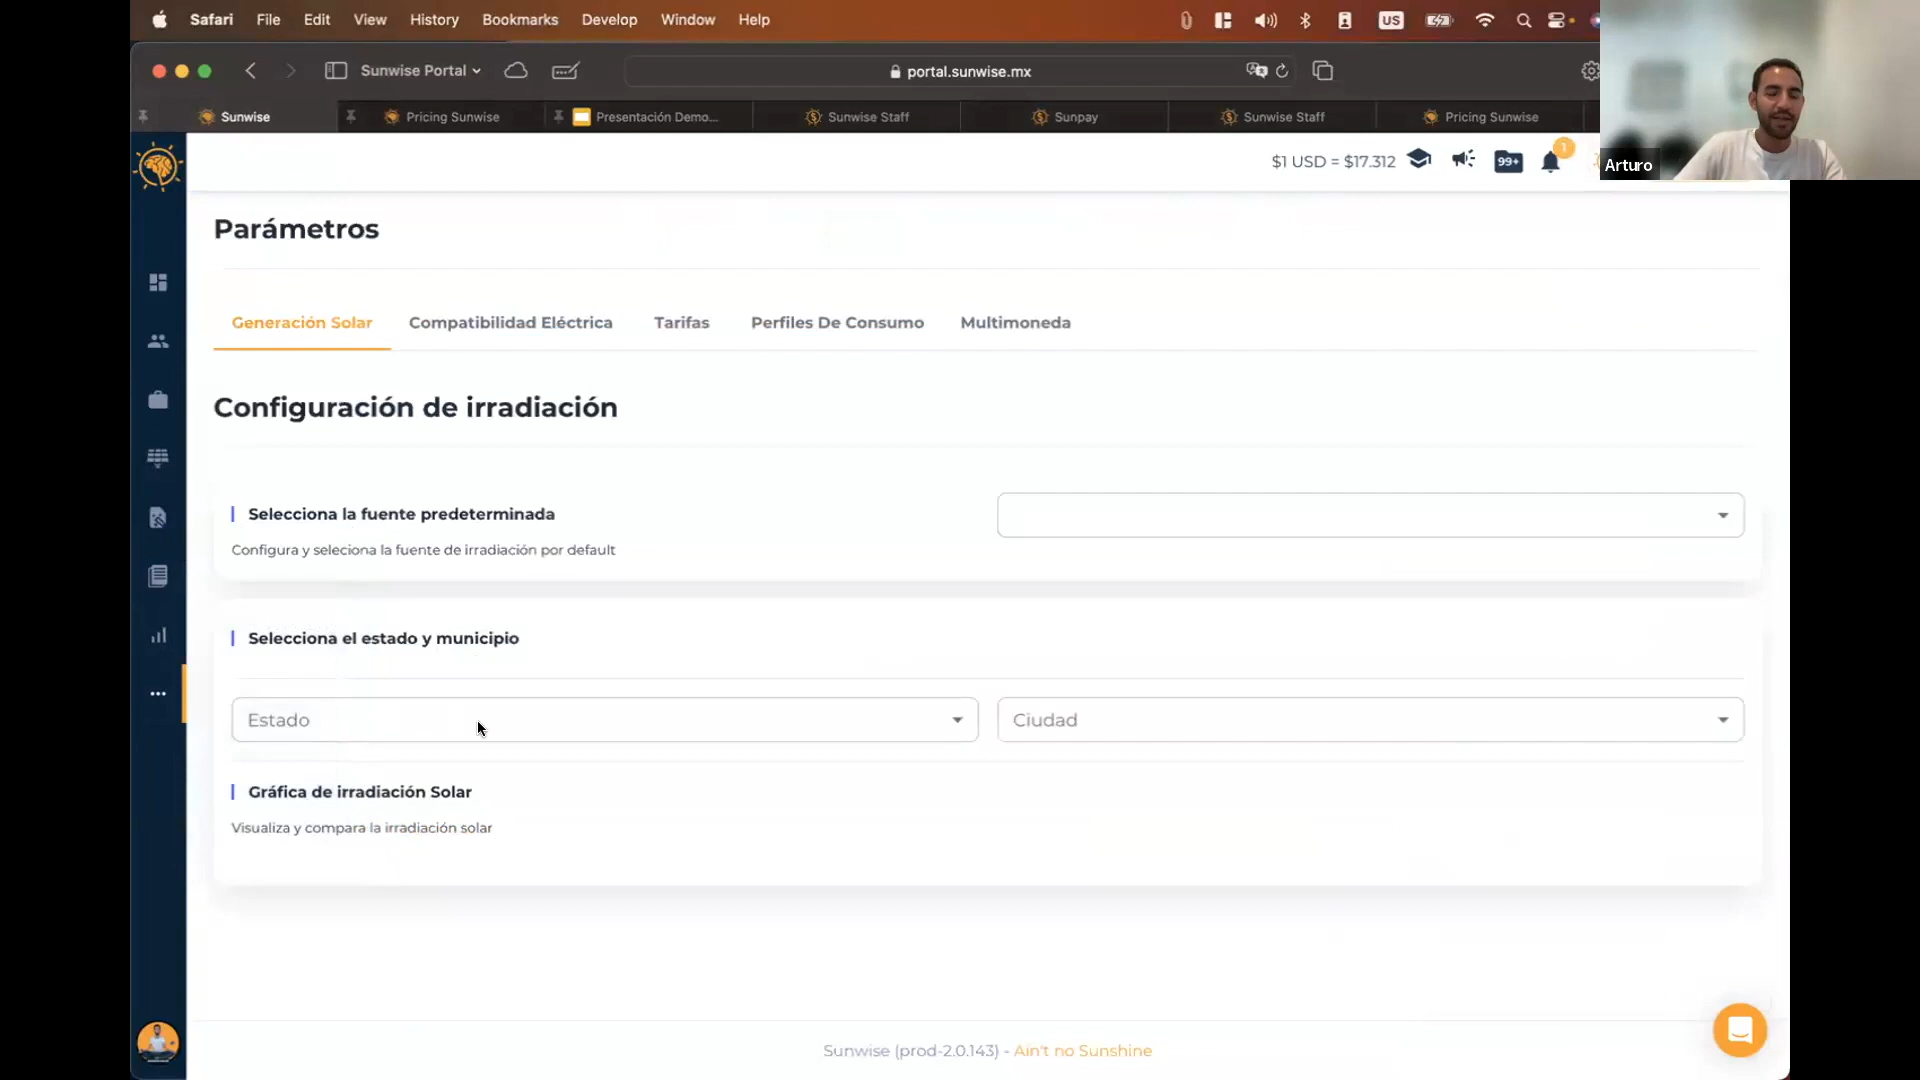 Safari File Edit View History Bookmarks Develop Window Help US
Sunwise Portal portal.sunwise.mx
Sunwise Pricing Sunwise Presentación Demo... Sunwise Staff Sunpay Sunwise Staff Pricing Sunwise
Arturo
$1 USD = $17.312 99+ 1
Parámetros
Generación Solar Compatibilidad Eléctrica Tarifas Perfiles De Consumo Multimoneda
Configuración de irradiación
Selecciona la fuente predeterminada
Configura y seleciona la fuente de irradiación por default
Selecciona el estado y municipio
Estado Ciudad
Gráfica de irradiación Solar
Visualiza y compara la irradiación solar
Sunwise (prod-2.0.143) - Ain't no Sunshine